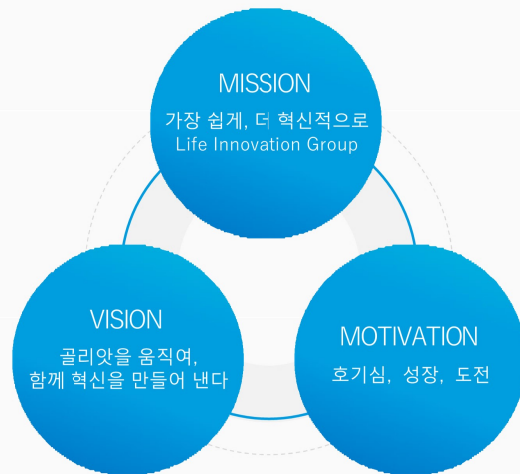 MISSION
가장 쉽게, 더 혁신적으로
Life Innovation Group
VISION
골리앗을 움직여,
함께 혁신을 만들어 낸다
MOTIVATION
호기심, 성장, 도전